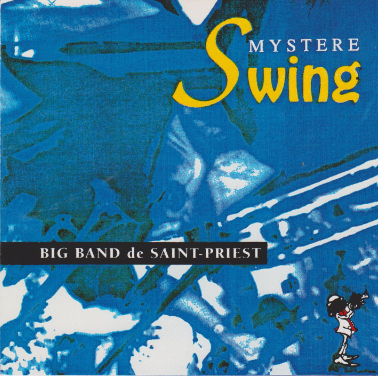 MYSTERE
Swing
BIG BAND de SAINT-PRIEST